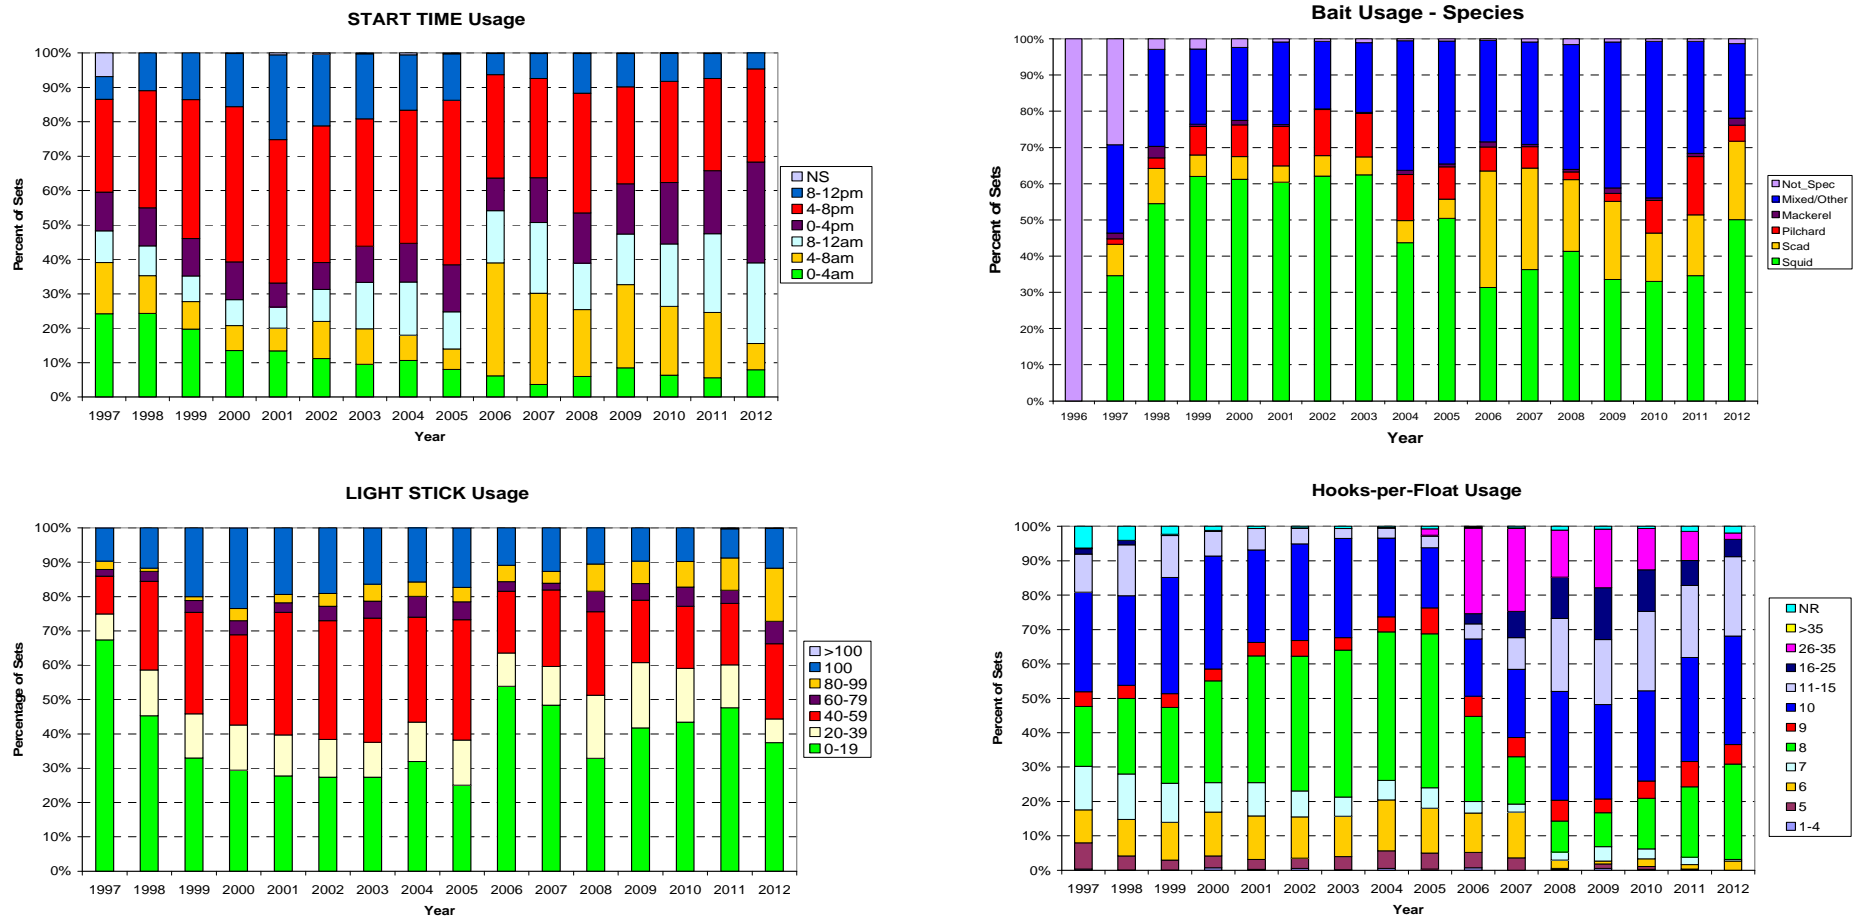 START TIME Usage
100%
90%
80%
70%
60%
50%
40%
30%
20%
10%
0%
Percent of Sets
1997 1998 1999 2000 2001 2002 2003 2004 2005 2006 2007 2008 2009 2010 2011 2012
Year
NS
8-12pm
4-8pm
0-4pm
8-12am
4-8am
0-4am
Bait Usage - Species
100%
90%
80%
70%
60%
50%
40%
30%
20%
10%
0%
Percent of Sets
1996 1997 1998 1999 2000 2001 2002 2003 2004 2005 2006 2007 2008 2009 2010 2011 2012
Year
Not_Spec
Mixed/Other
Mackerel
Pilchard
Scad
Squid
LIGHT STICK Usage
100%
90%
80%
70%
60%
50%
40%
30%
20%
10%
0%
Percentage of Sets
1997 1998 1999 2000 2001 2002 2003 2004 2005 2006 2007 2008 2009 2010 2011 2012
Year
>100
100
80-99
60-79
40-59
20-39
0-19
Hooks-per-Float Usage
100%
90%
80%
70%
60%
50%
40%
30%
20%
10%
0%
Percent of Sets
1997 1998 1999 2000 2001 2002 2003 2004 2005 2006 2007 2008 2009 2010 2011 2012
Year
NR
>35
26-35
16-25
11-15
10
9
8
7
6
5
1-4